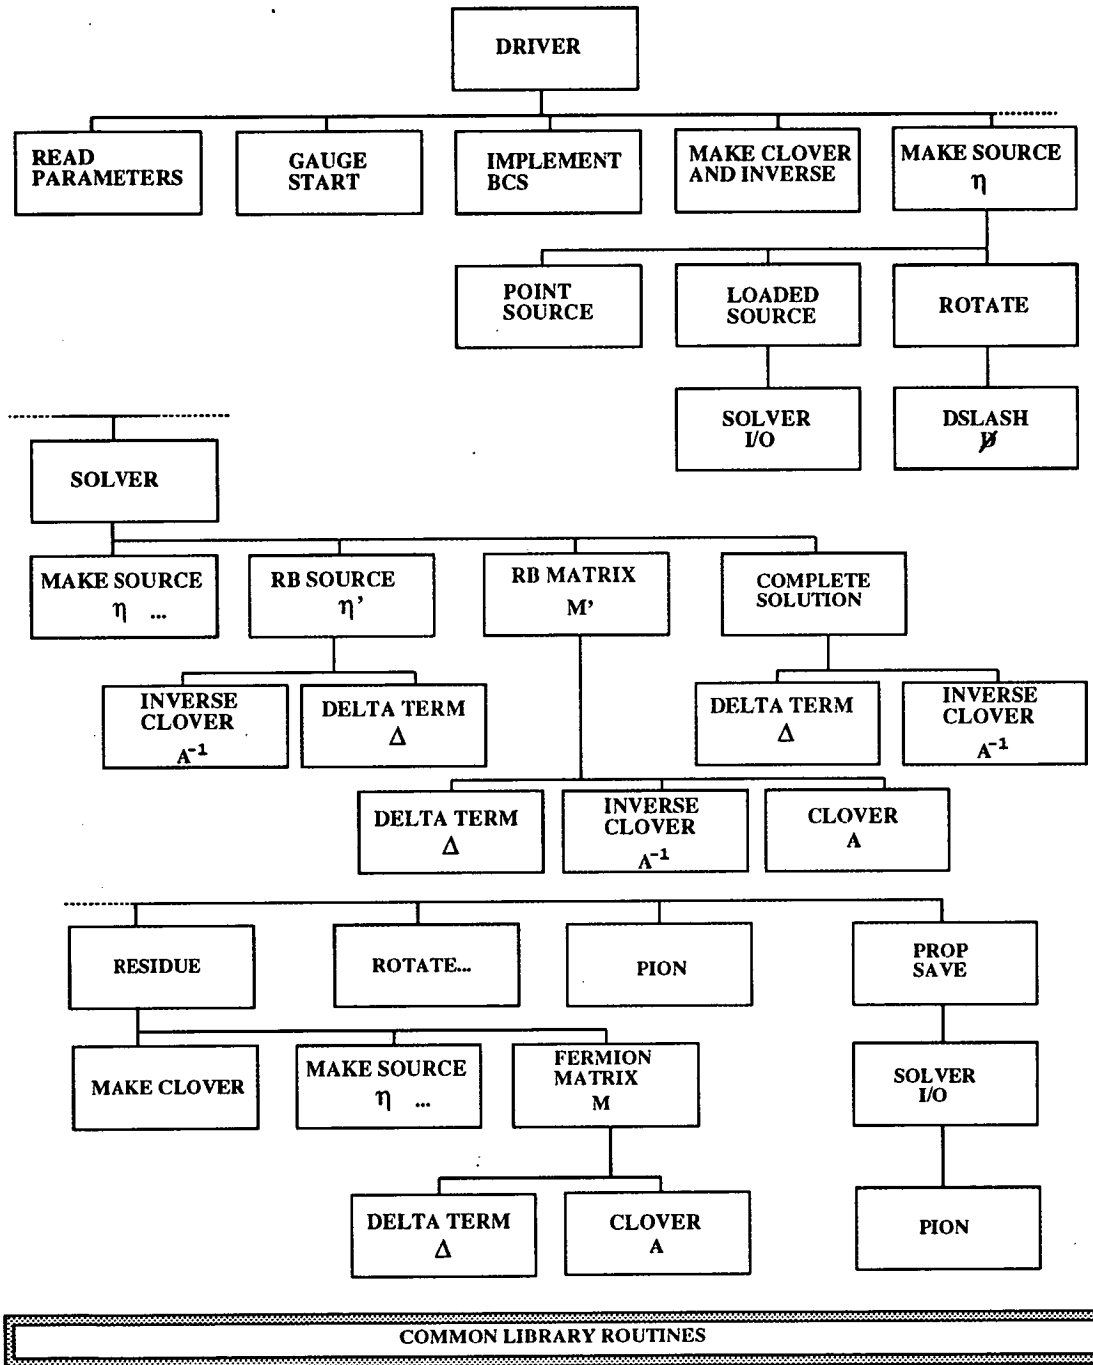 DRIVER
READ
PARAMETERS
GAUGE
START
IMPLEMENT
BCS
MAKE CLOVER
AND INVERSE
MAKE SOURCE
η
POINT
SOURCE
LOADED
SOURCE
ROTATE
SOLVER
I/O
DSLASH
D̸
SOLVER
MAKE SOURCE
η ...
RB SOURCE
η'
RB MATRIX
M'
COMPLETE
SOLUTION
INVERSE
CLOVER
A⁻¹
DELTA TERM
Δ
DELTA TERM
Δ
INVERSE
CLOVER
A⁻¹
DELTA TERM
Δ
INVERSE
CLOVER
A⁻¹
CLOVER
A
RESIDUE
ROTATE...
PION
PROP
SAVE
MAKE CLOVER
MAKE SOURCE
η ...
FERMION
MATRIX
M
SOLVER
I/O
DELTA TERM
Δ
CLOVER
A
PION
COMMON LIBRARY ROUTINES